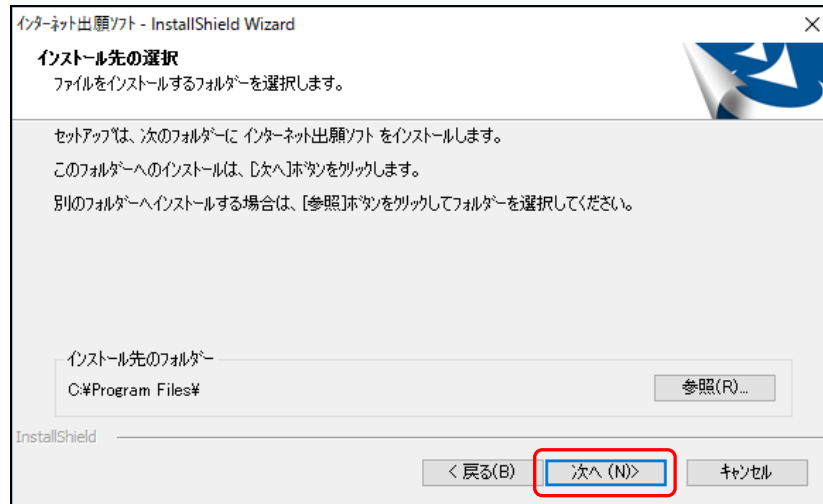 インターネット出願ソフト - InstallShield Wizard
インストール先の選択
ファイルをインストールするフォルダーを選択します。
セットアップは、次のフォルダーに インターネット出願ソフト をインストールします。
このフォルダーへのインストールは、[次へ]ボタンをクリックします。
別のフォルダーへインストールする場合は、[参照]ボタンをクリックしてフォルダーを選択してください。
インストール先のフォルダー
C:¥Program Files¥
参照(R)...
InstallShield
< 戻る(B)
次へ (N)>
キャンセル